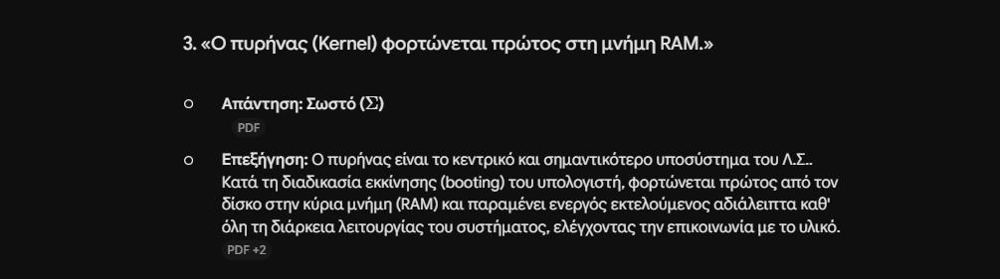 3. «Ο πυρήνας (Kernel) φορτώνεται πρώτος στη μνήμη RAM.»
Απάντηση: Σωστό (Σ)
PDF
Επεξήγηση: Ο πυρήνας είναι το κεντρικό και σημαντικότερο υποσύστημα του Λ.Σ..
Κατά τη διαδικασία εκκίνησης (booting) του υπολογιστή, φορτώνεται πρώτος από τον
δίσκο στην κύρια μνήμη (RAM) και παραμένει ενεργός εκτελούμενος αδιάλειπτα καθ'
όλη τη διάρκεια λειτουργίας του συστήματος, ελέγχοντας την επικοινωνία με το υλικό.
PDF +2